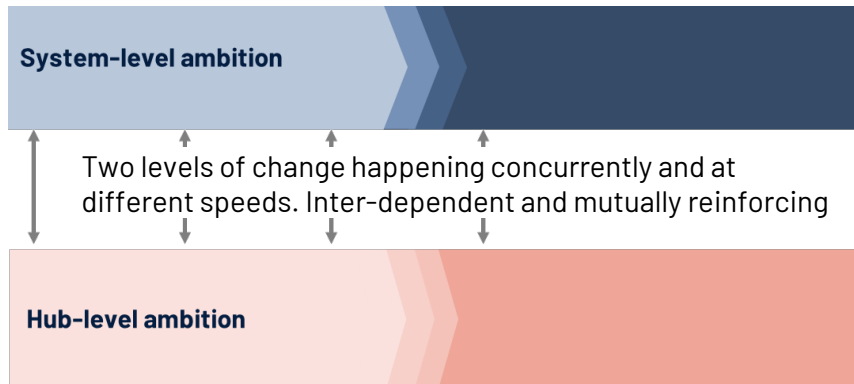 System-level ambition
Two levels of change happening concurrently and at
different speeds. Inter-dependent and mutually reinforcing
Hub-level ambition